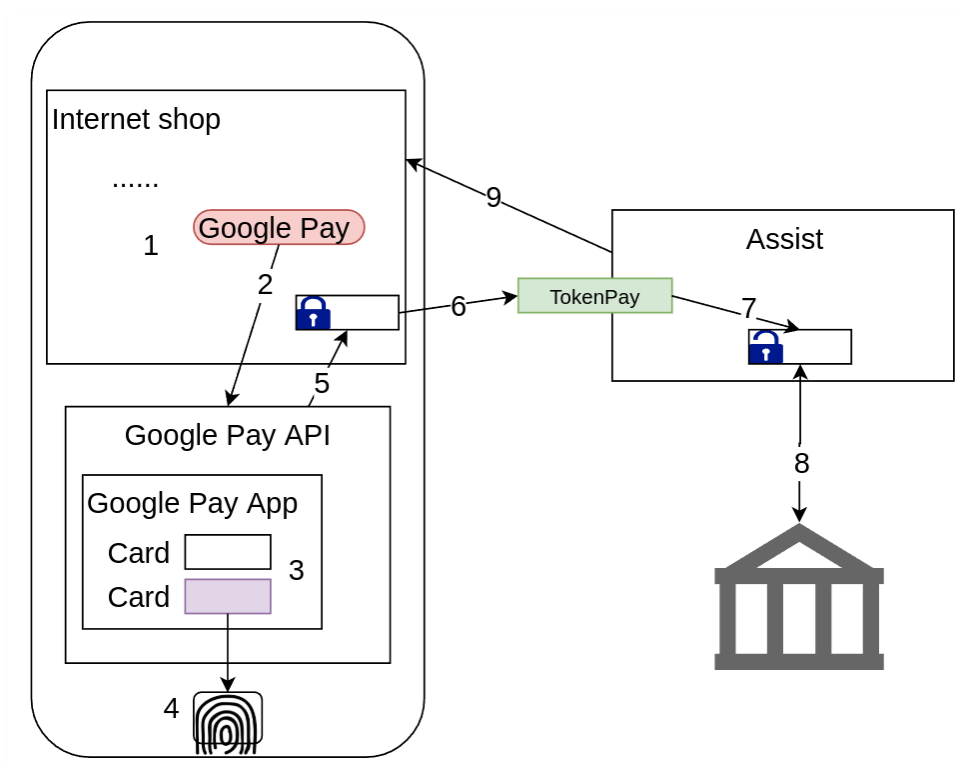 Internet shop
......
1
Google Pay
2
5
6
9
Assist
TokenPay
7
8
Google Pay API
Google Pay App
Card
3
Card
4